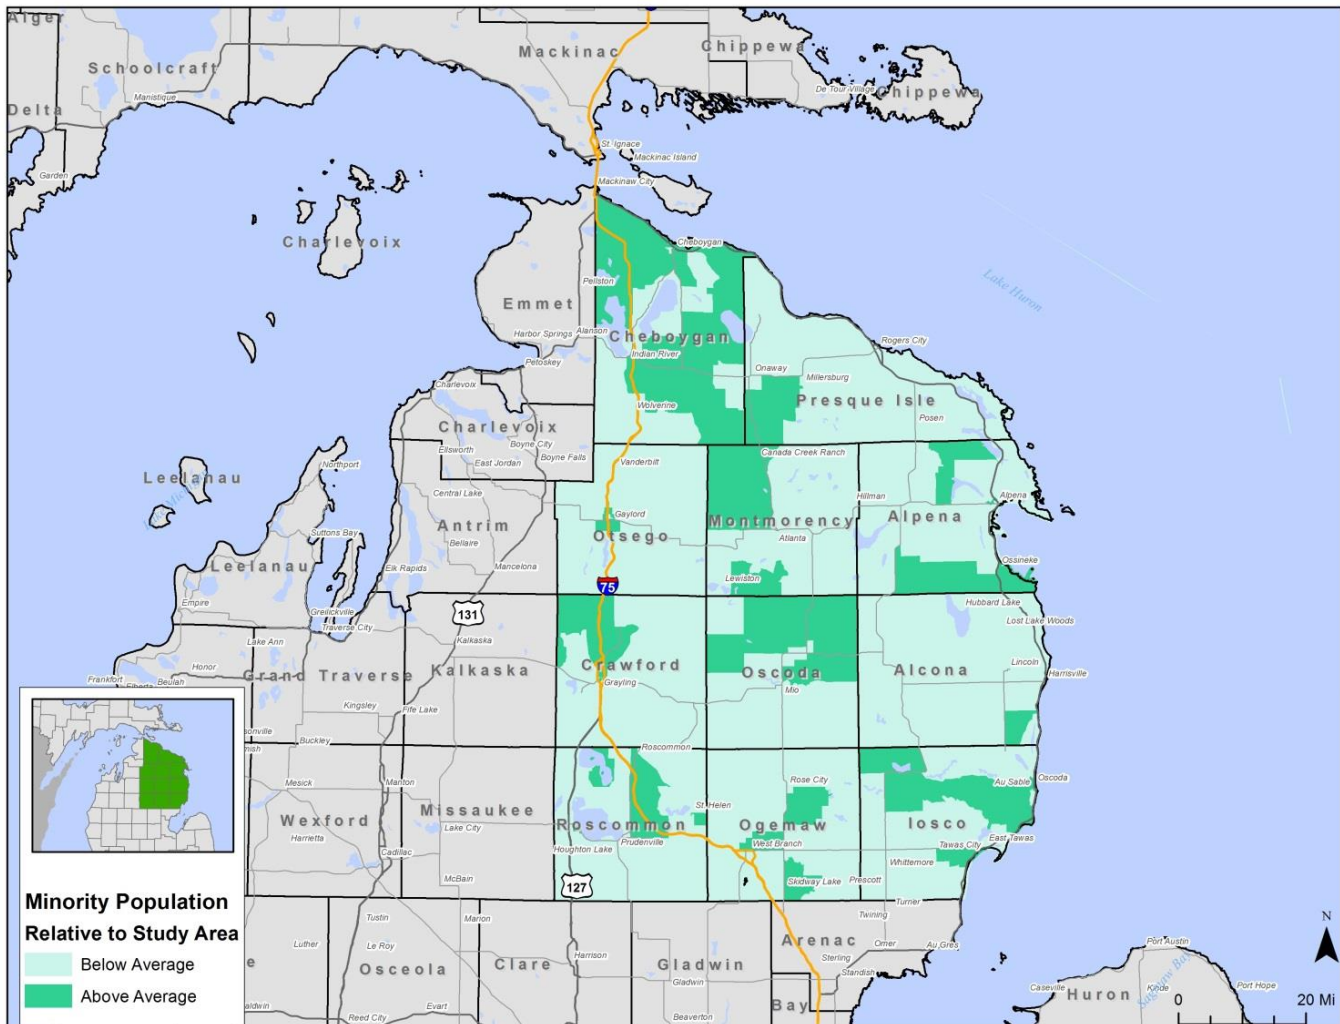 Alger
Mackinac
Chippewa
Schoolcraft
De Tour Village
Chippewa
Manistique
Delta
St. Ignace
Mackinac Island
Garden
Mackinaw City
Charlevoix
Cheboygan
Lake Huron
Pellston
Emmet
Harbor Springs
Alanson
Cheboygan
Rogers City
Indian River
Petoskey
Onaway
Millersburg
Charlevoix
Presque Isle
Wolverine
Posen
Charlevoix
Boyne City
Ellsworth
East Jordan
Boyne Falls
Canada Creek Ranch
Northport
Vanderbilt
Leelanau
Central Lake
Hillman
Alpena
Gaylord
Antrim
Otsego
Montmorency
Alpena
Suttons Bay
Bellaire
Atlanta
Leelanau
Elk Rapids
Mancelona
Ossineke
Lewiston
75
Empire
Greilickville
131
Hubbard Lake
Traverse City
Lost Lake Woods
Lake Ann
Kalkaska
Honor
Grand Traverse
Kalkaska
Crawford
Oscoda
Alcona
Lincoln
Harrisville
Frankfort
Beulah
Grayling
Mio
Kingsley
Fife Lake
Buckley
Roscommon
Mesick
Manton
Rose City
Au Sable
Oscoda
Missaukee
St. Helen
Wexford
Lake City
Roscommon
Ogemaw
Iosco
Harrietta
Prudenville
West Branch
East Tawas
Cadillac
Houghton Lake
Tawas City
Whittemore
McBain
127
Skidway Lake
Prescott
Minority Population
Relative to Study Area
Below Average
Above Average
Turner
Tustin
Marion
Twining
Arenac
Luther
Le Roy
Omer
Au Gres
Harrison
Sterling
Osceola
Clare
Gladwin
Standish
Gladwin
Bay
Evart
Reed City
Beaverton
N
Port Austin
Saginaw Bay
Caseville
Kinde
Port Hope
Huron
0
20 Mi